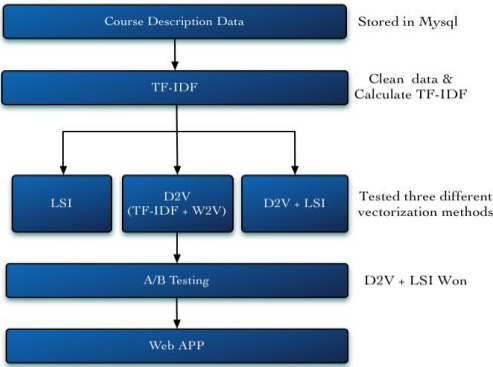 Course Description Data
Stored in Mysql
TF-IDF
Clean data &
Calculate TF-IDF
LSI
D2V
(TF-IDF + W2V)
D2V + LSI
Tested three different
vectorization methods
A/B Testing
D2V + LSI Won
Web APP